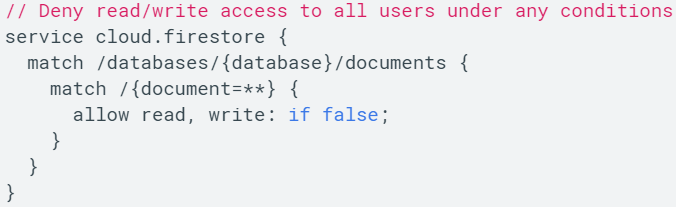 // Deny read/write access to all users under any conditions
service cloud.firestore {
  match /databases/{database}/documents {
    match /{document=**} {
      allow read, write: if false;
    }
  }
}